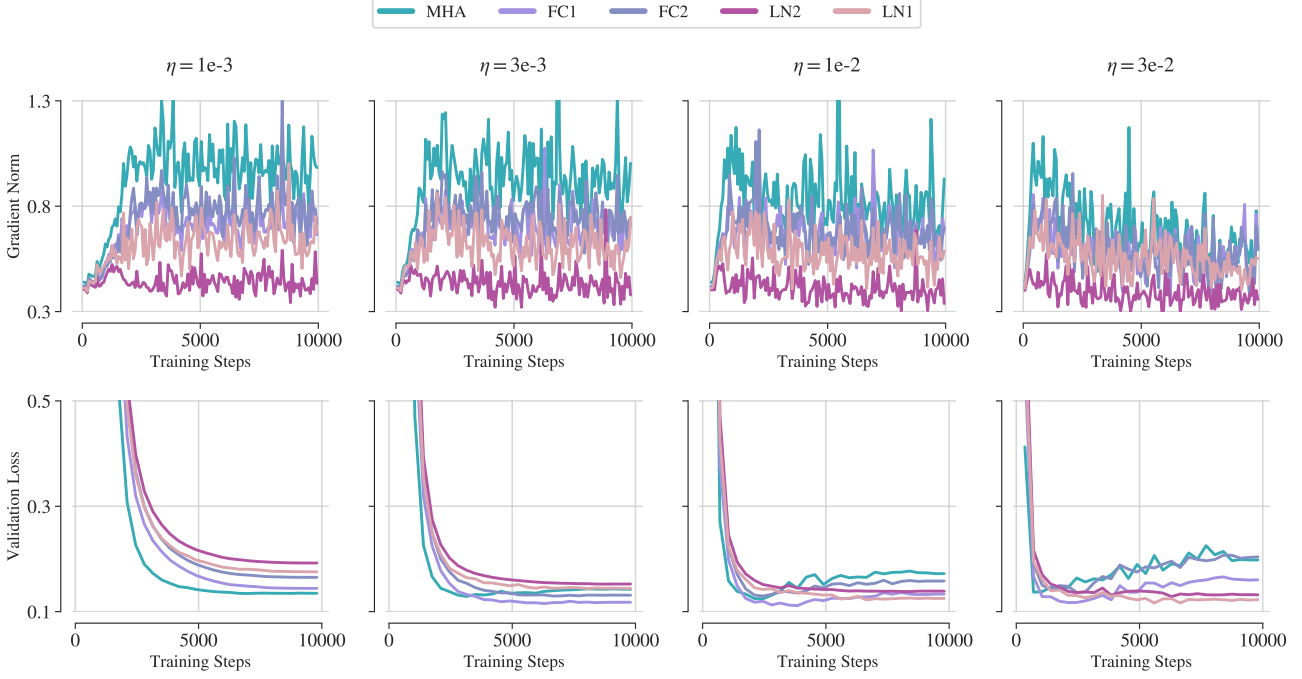 MHA FC1 FC2 LN2 LN1
η = 1e-3 η = 3e-3 η = 1e-2 η = 3e-2
Gradient Norm
1.3
0.8
0.3
0 5000 10000 0 5000 10000 0 5000 10000 0 5000 10000
Training Steps Training Steps Training Steps Training Steps
Validation Loss
0.5
0.3
0.1
0 5000 10000 0 5000 10000 0 5000 10000 0 5000 10000
Training Steps Training Steps Training Steps Training Steps